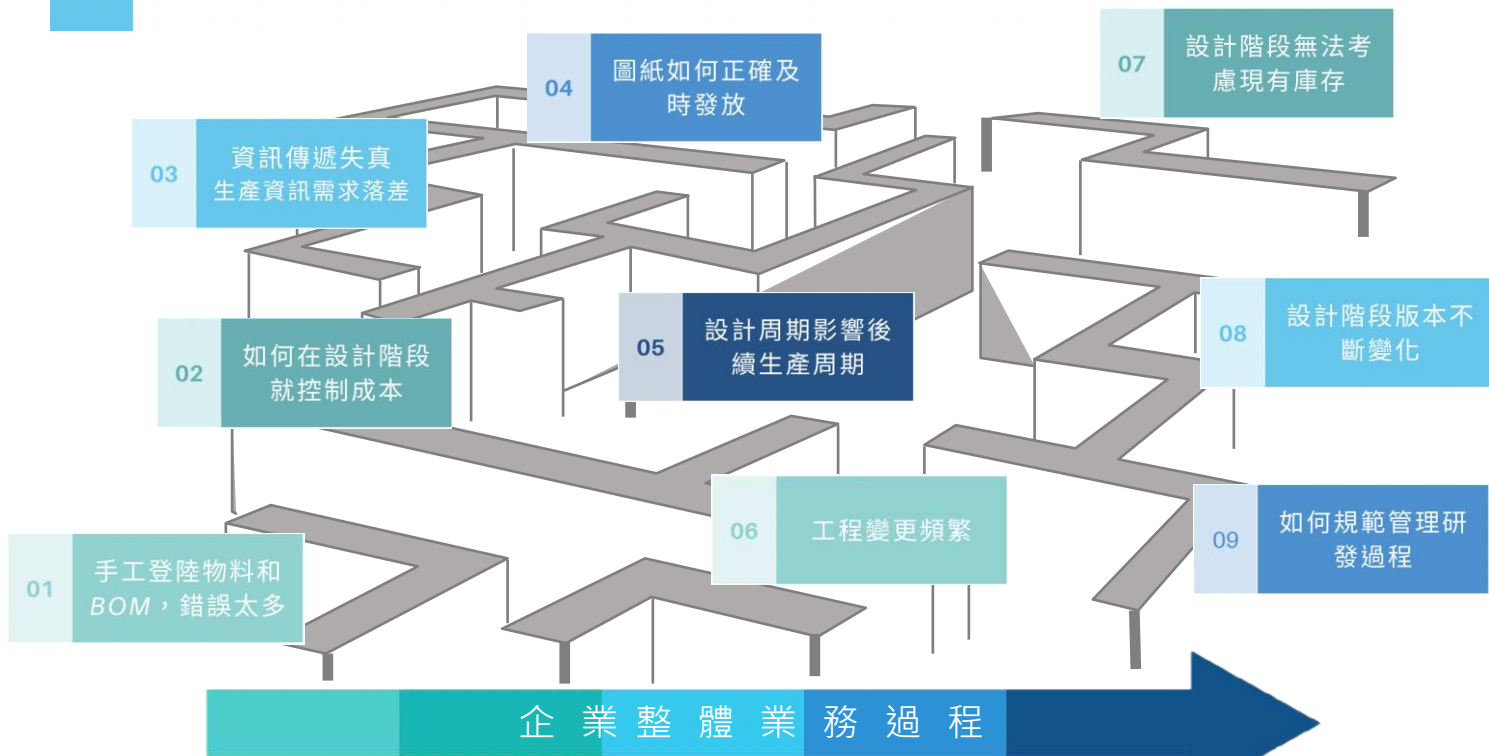 01
手工登陸物料和
BOM，錯誤太多
02
如何在設計階段
就控制成本
03
資訊傳遞失真
生產資訊需求落差
04
圖紙如何正確及
時發放
05
設計周期影響後
續生產周期
06
工程變更頻繁
07
設計階段無法考
慮現有庫存
08
設計階段版本不
斷變化
09
如何規範管理研
發過程
企業整體業務過程